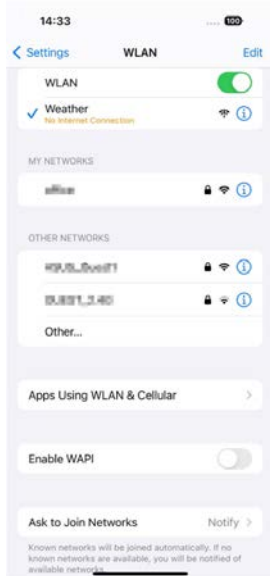 14:33
100
Settings WLAN Edit
WLAN
Weather
No Internet Connection
MY NETWORKS
OTHER NETWORKS
Other...
Apps Using WLAN & Cellular
Enable WAPI
Ask to Join Networks Notify
Known networks will be joined automatically. If no
known networks are available, you will be notified of
available networks.